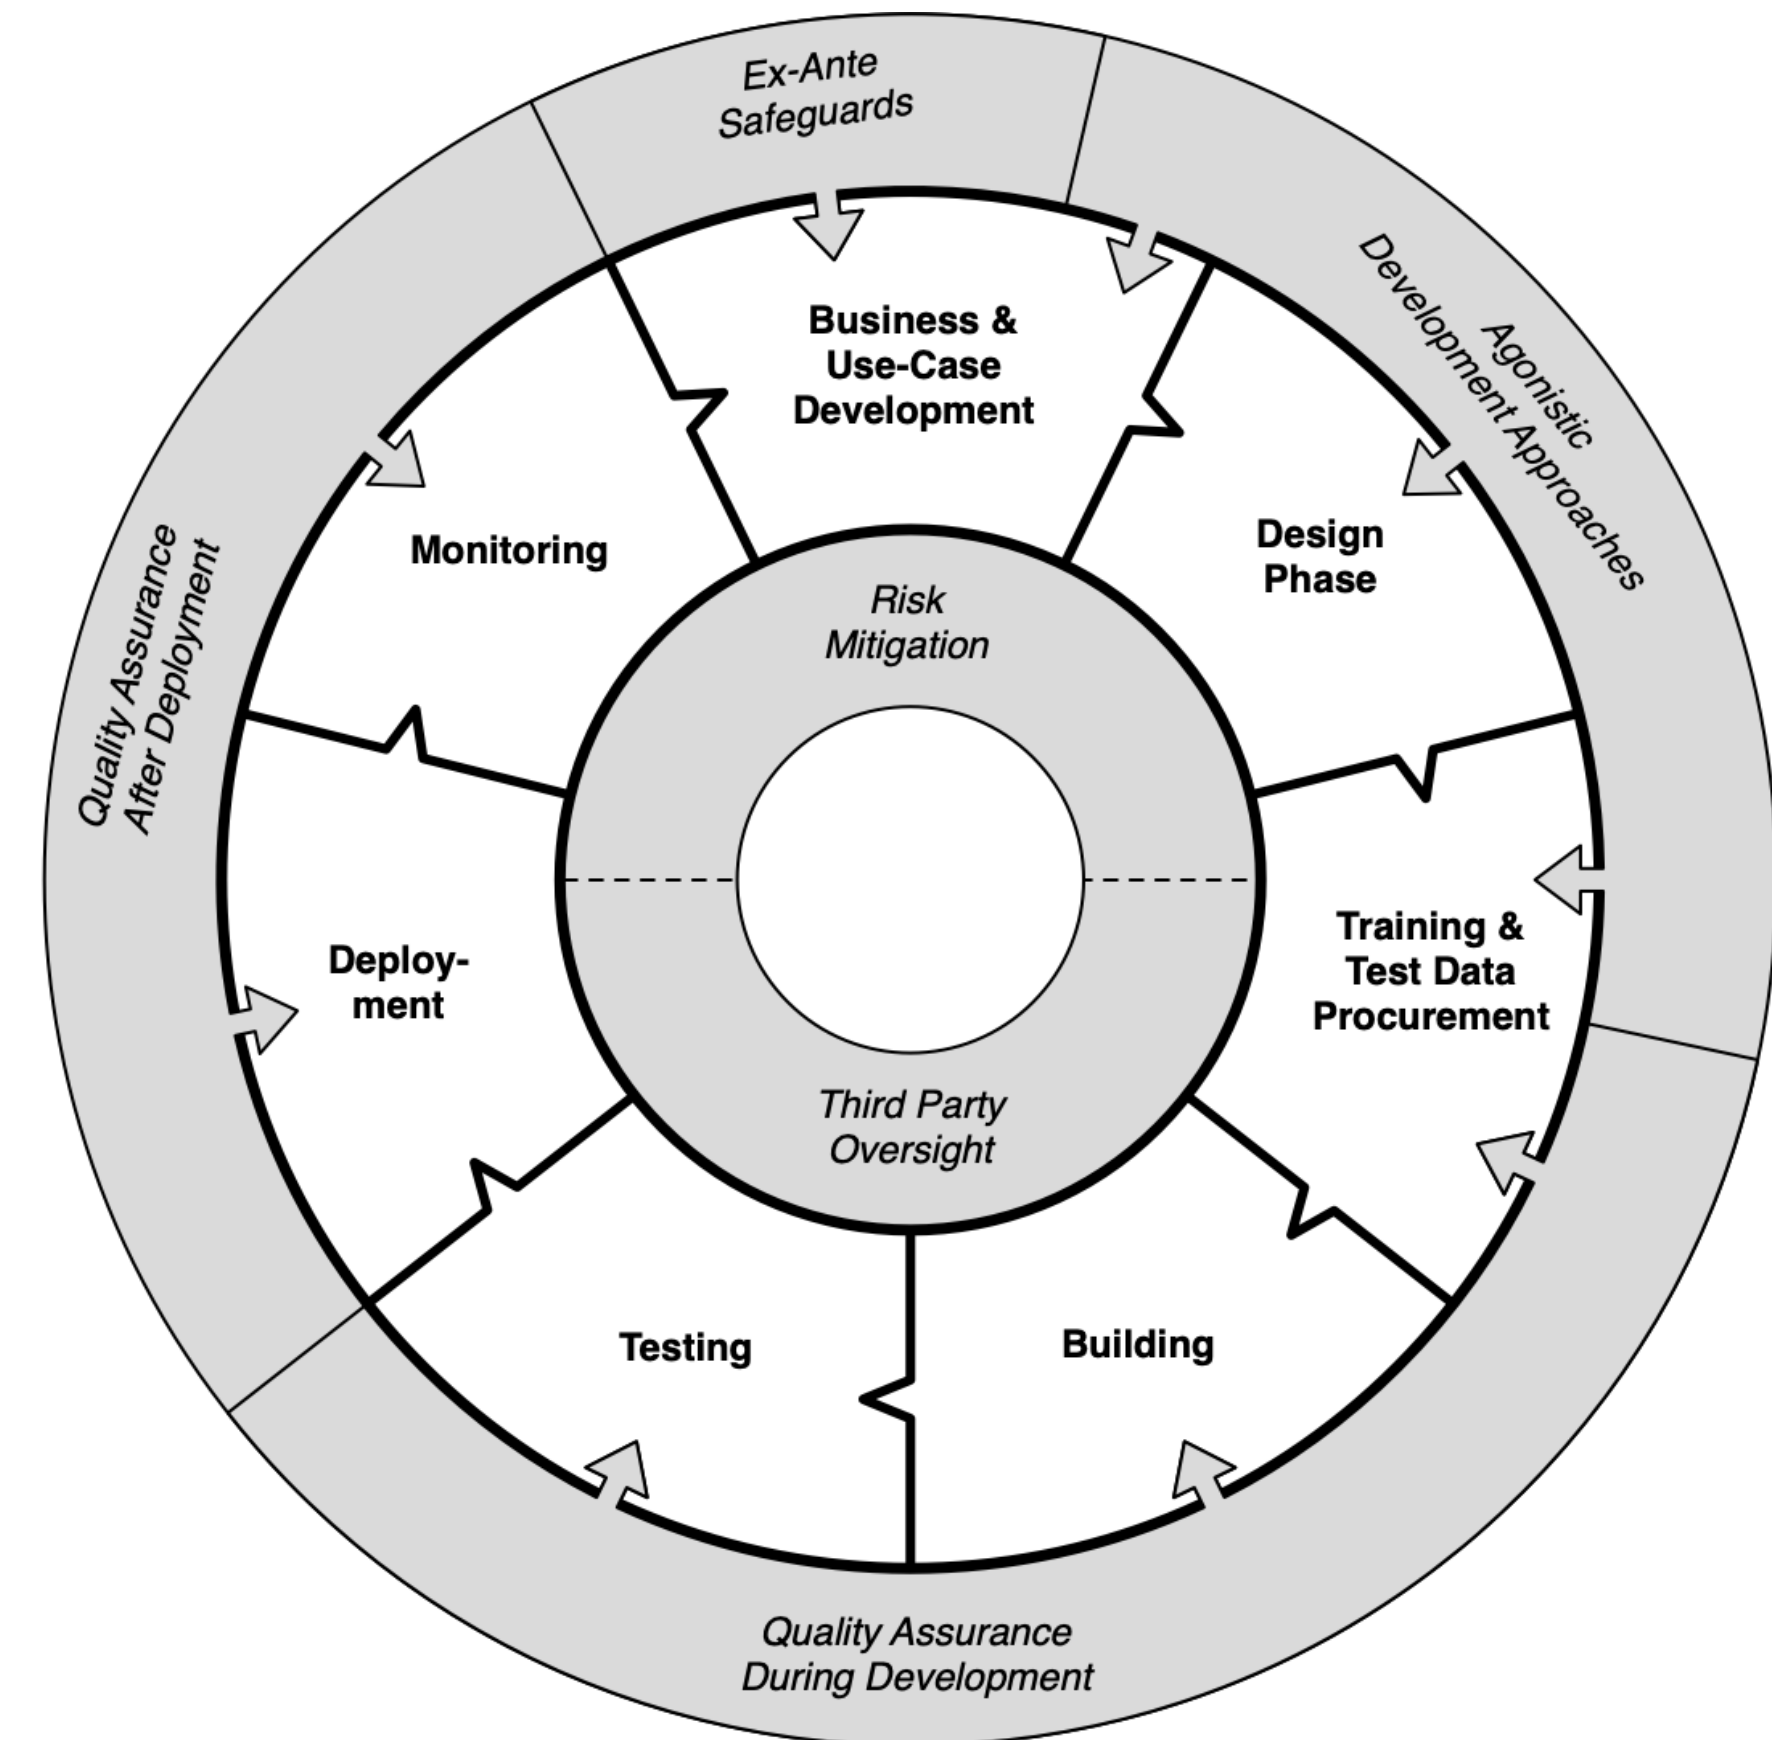 Ex-Ante
Safeguards
Agonistic
Development Approaches
Business &
Use-Case
Development
Design
Phase
Monitoring
Risk
Mitigation
Quality Assurance
After Deployment
Training &
Test Data
Procurement
Deploy-
ment
Third Party
Oversight
Testing
Building
Quality Assurance
During Development